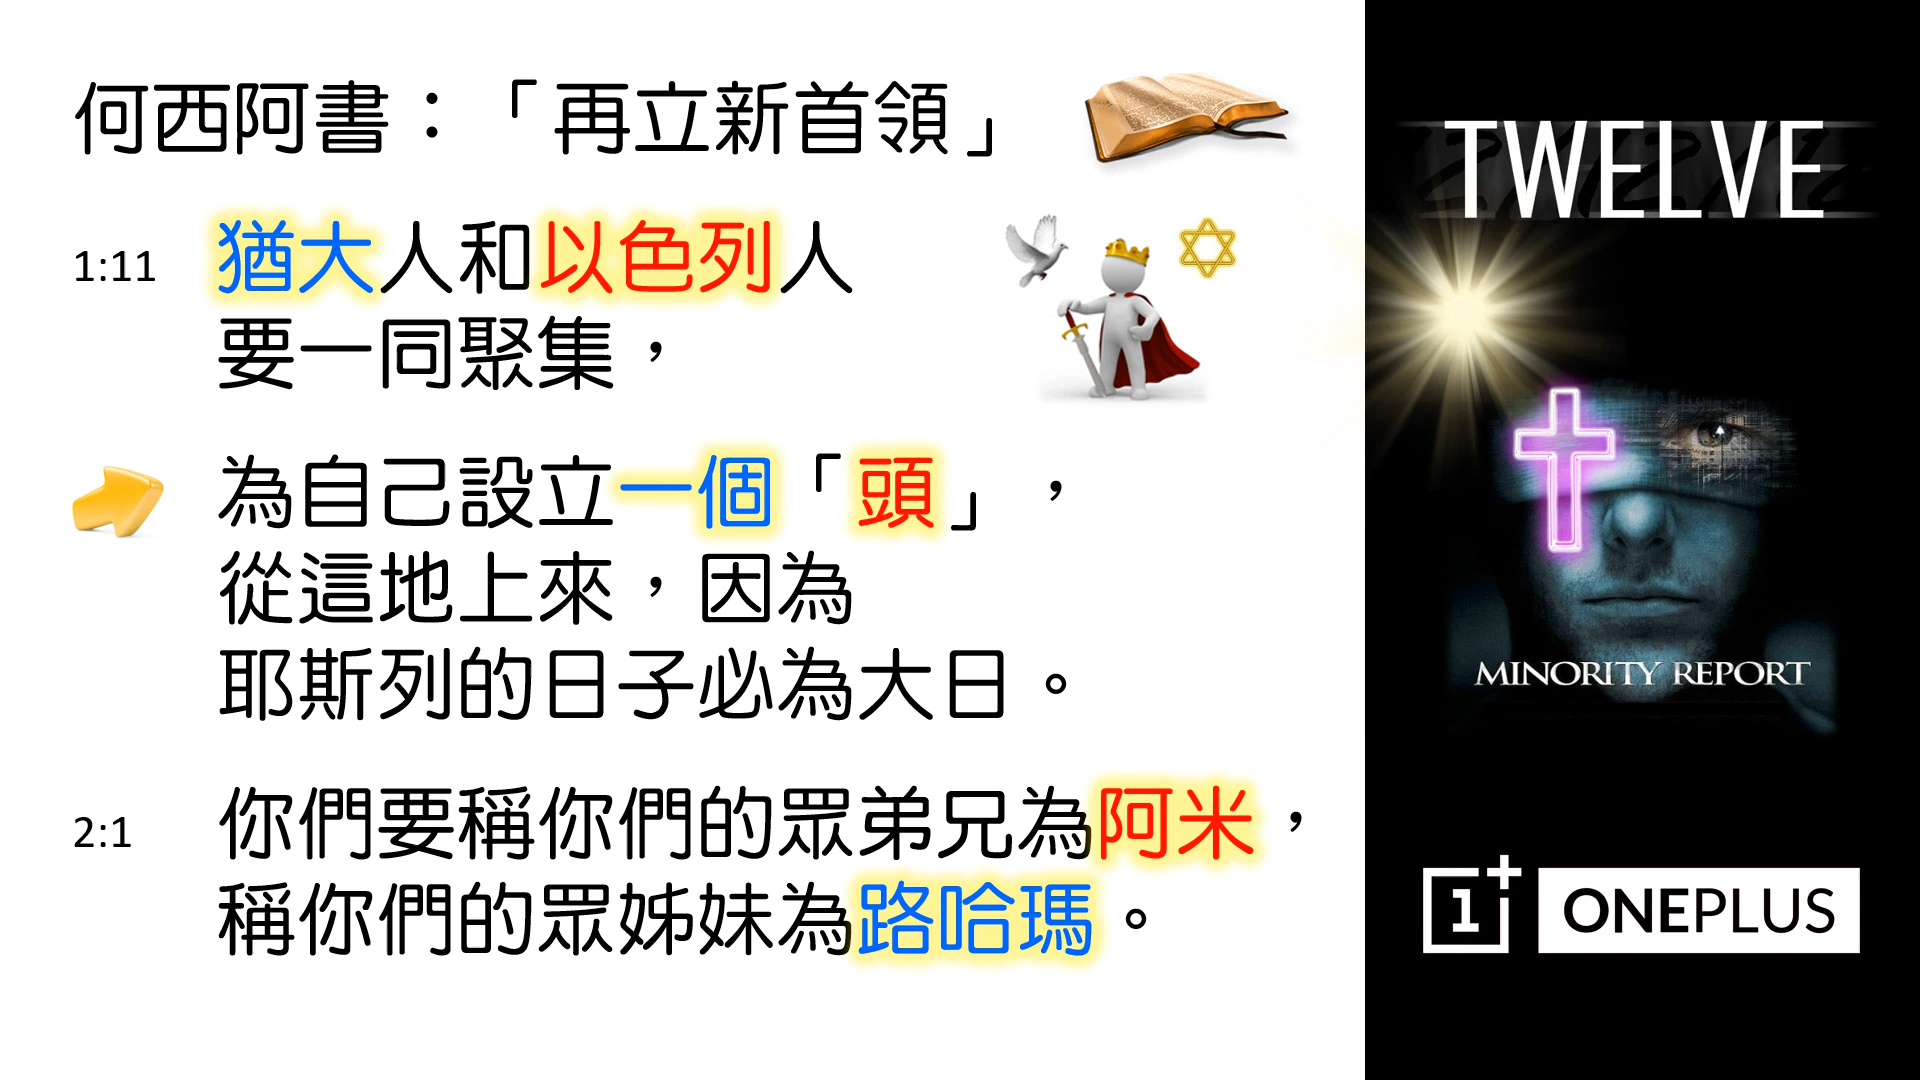 何西阿書：「再立新首領」
1:11 猶大人和以色列人
要一同聚集，
為自己設立一個「頭」，
從這地上來，因為
耶斯列的日子必為大日。
2:1 你們要稱你們的眾弟兄為阿米，
稱你們的眾姊妹為路哈瑪。
TWELVE
MINORITY REPORT
1+ ONEPLUS